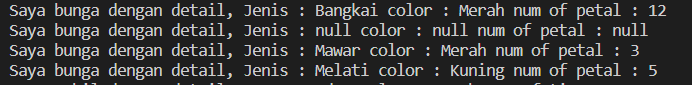 Saya bunga dengan detail, Jenis : Bangkai color : Merah num of petal : 12
Saya bunga dengan detail, Jenis : null color : null num of petal : null
Saya bunga dengan detail, Jenis : Mawar color : Merah num of petal : 3
Saya bunga dengan detail, Jenis : Melati color : Kuning num of petal : 5